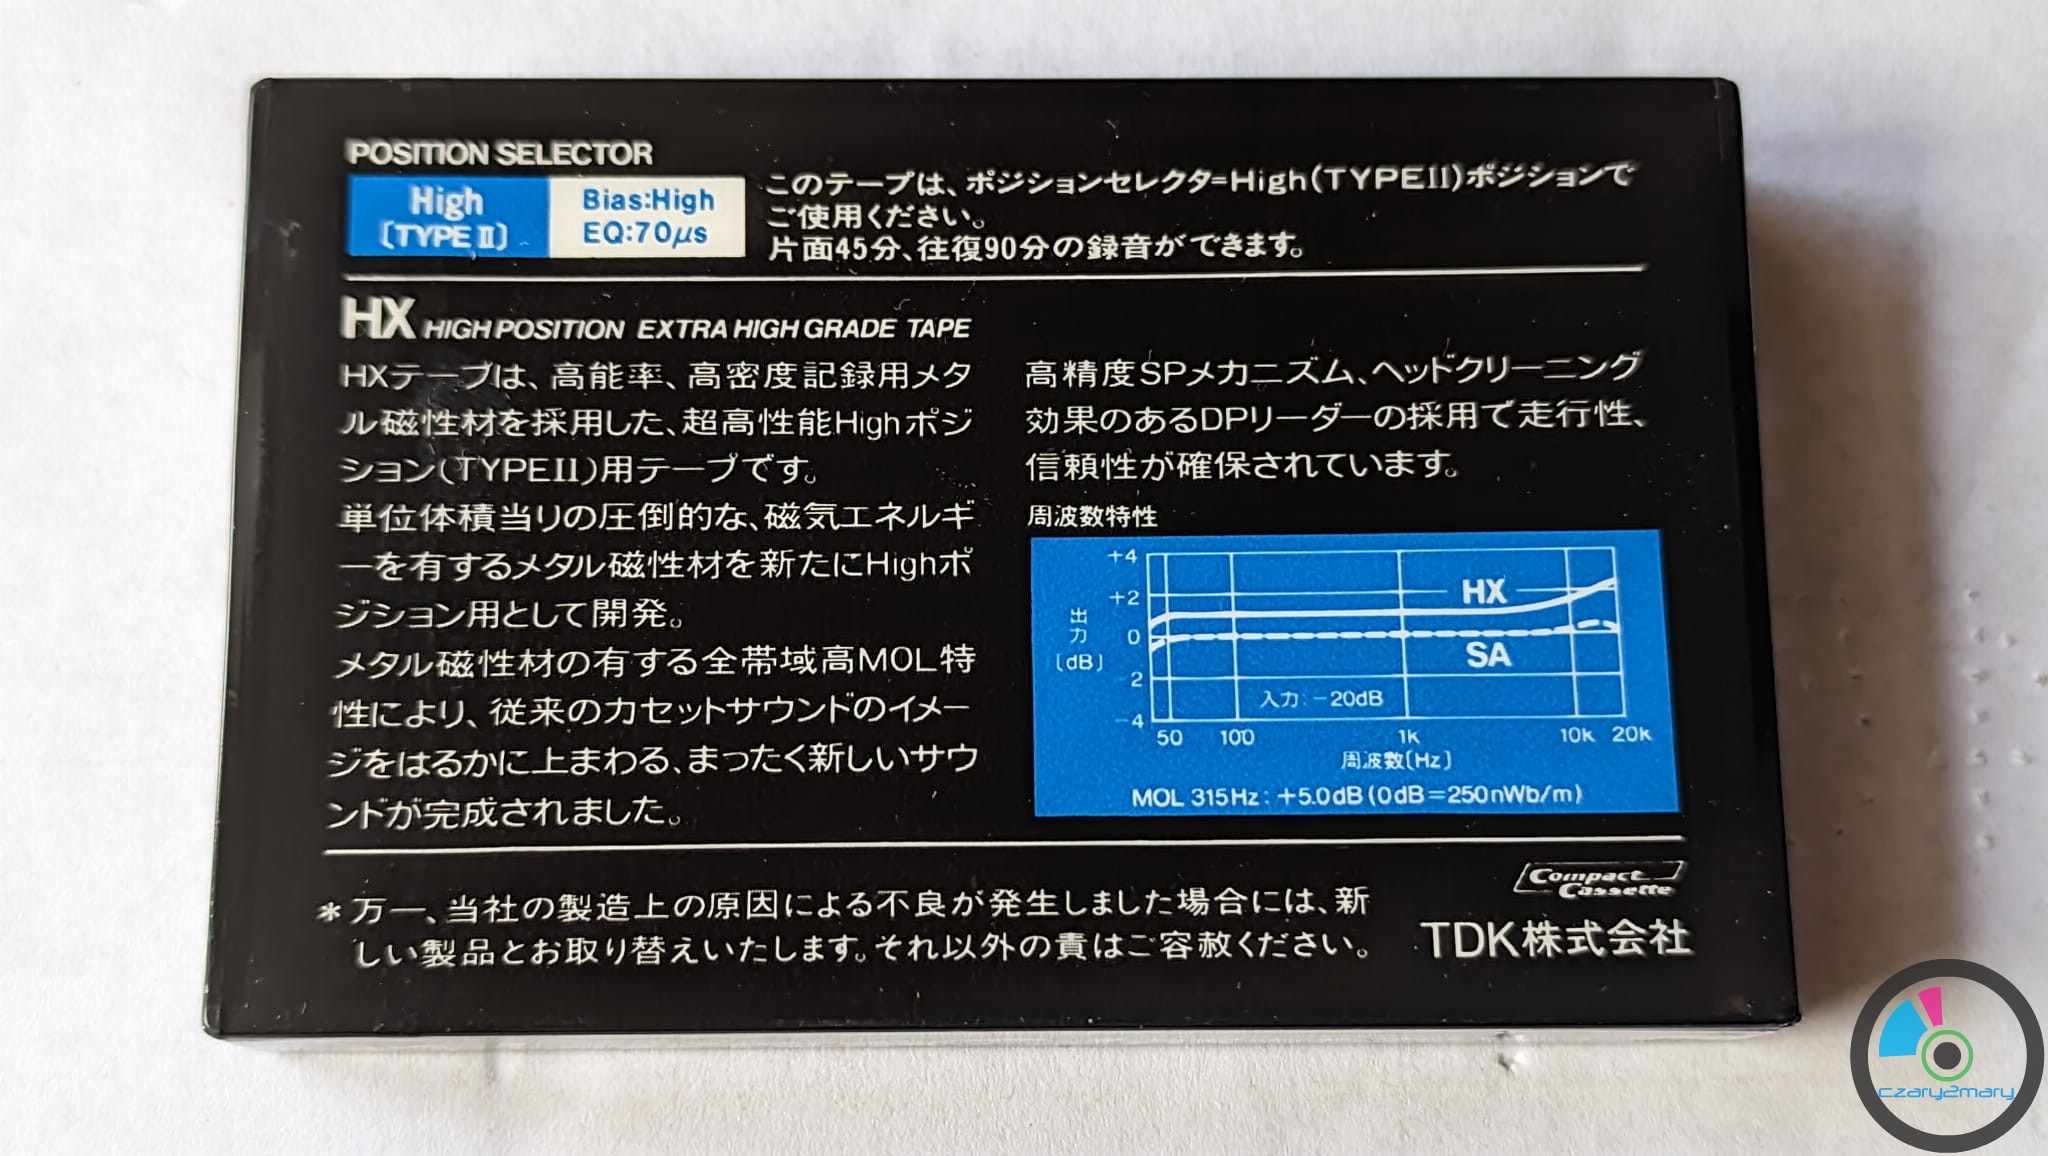 POSITION SELECTOR
High
(TYPE II)
Bias:High
EQ:70μs
このテープは、ポジションセレクタ=High(TYPEII)ポジションで
ご使用ください。
片面45分、往復90分の録音ができます。
HX HIGH POSITION EXTRA HIGH GRADE TAPE
HXテープは、高能率、高密度記録用メタ
ル磁性材を採用した、超高性能Highポジ
ション(TYPEII)用テープです。
単位体積当りの圧倒的な、磁気エネルギ
ーを有するメタル磁性材を新たにHighポ
ジション用として開発。
メタル磁性材の有する全帯域高MOL特
性により、従来のカセットサウンドのイメー
ジをはるかに上まわる、まったく新しいサウ
ンドが完成されました。
高精度SPメカニズム、ヘッドクリーニング
効果のあるDPリーダーの採用で走行性、
信頼性が確保されています。
周波数特性
+4
+2
0
-2
-4
出力
(dB)
HX
SA
入力:-20dB
50 100 1k 10k 20k
周波数(Hz)
MOL 315Hz:+5.0dB(0dB=250nWb/m)
Compact
Cassette
*万一、当社の製造上の原因による不良が発生しました場合には、新
しい製品とお取り替えいたします。それ以外の責はご容赦ください。
TDK株式会社
czary2mary